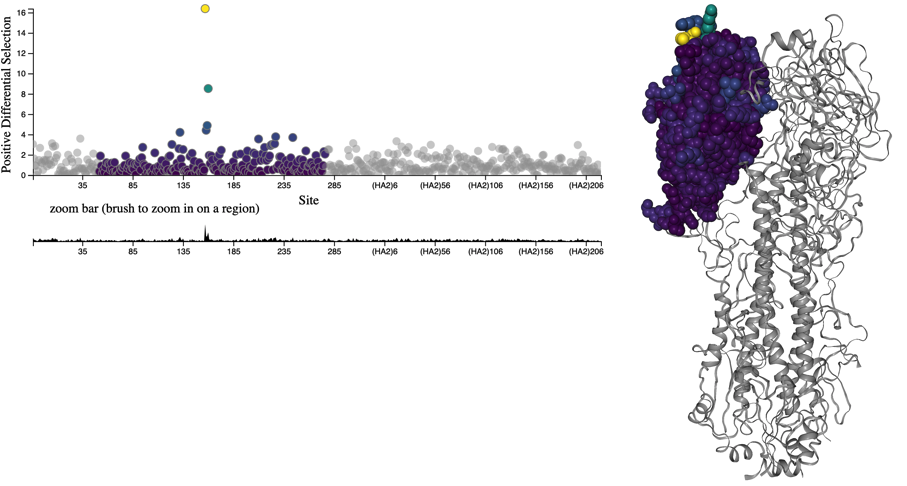 Positive Differential Selection
16
14
12
10
8
6
4
2
0
35 85 135 185 235 285 (HA2)6 (HA2)56 (HA2)106 (HA2)156 (HA2)206
Site
zoom bar (brush to zoom in on a region)
35 85 135 185 235 285 (HA2)6 (HA2)56 (HA2)106 (HA2)156 (HA2)206